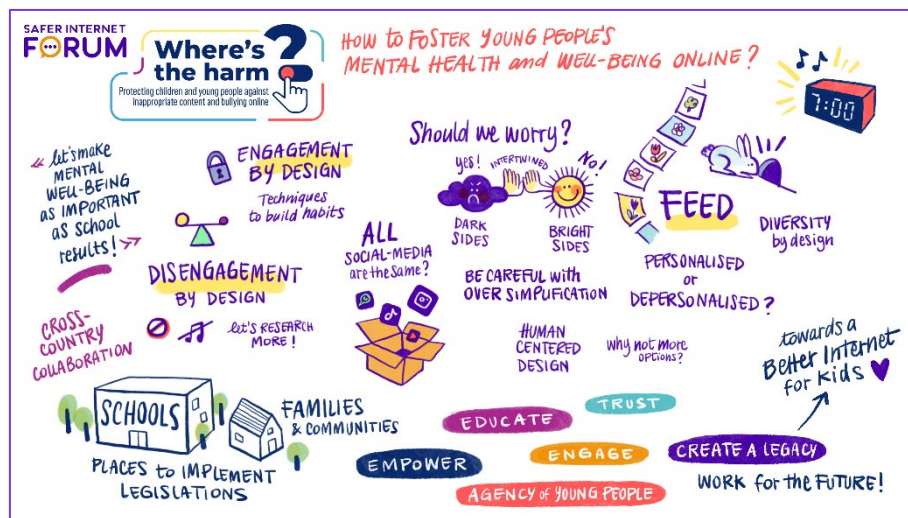 SAFER INTERNET
FORUM
Where's
the harm
?
Protecting children and young people against
inappropriate content and bullying online
HOW to FOSTER YOUNG PEOPLE'S
MENTAL HEALTH and WELL-BEING ONLINE?
7:00
<< let's make
MENTAL
WELL-BEING
AS IMPORTANT
AS SCHOOL
results! >>
ENGAGEMENT
BY DESIGN
Techniques
to build habits
DISENGAGEMENT
BY DESIGN
let's RESEARCH
MORE!
CROSS-
COUNTRY
COLLABORATION
Should we worry?
yes!
INTERTWINED
No!
DARK
SIDES
BRIGHT
SIDES
ALL
SOCIAL-MEDIA
are the SAME?
BE CAREFUL with
OVER SIMPLIFICATION
HUMAN
CENTERED
DESIGN
why not more
options?
FEED
PERSONALISED
or
DEPERSONALISED?
DIVERSITY
by design
SCHOOLS
FAMILIES
& COMMUNITIES
PLACES to IMPLEMENT
LEGISLATIONS
TRUST
EDUCATE
ENGAGE
EMPOWER
AGENCY of YOUNG PEOPLE
CREATE A LEGACY
WORK for the FUTURE!
towards a
Better Internet
for Kids